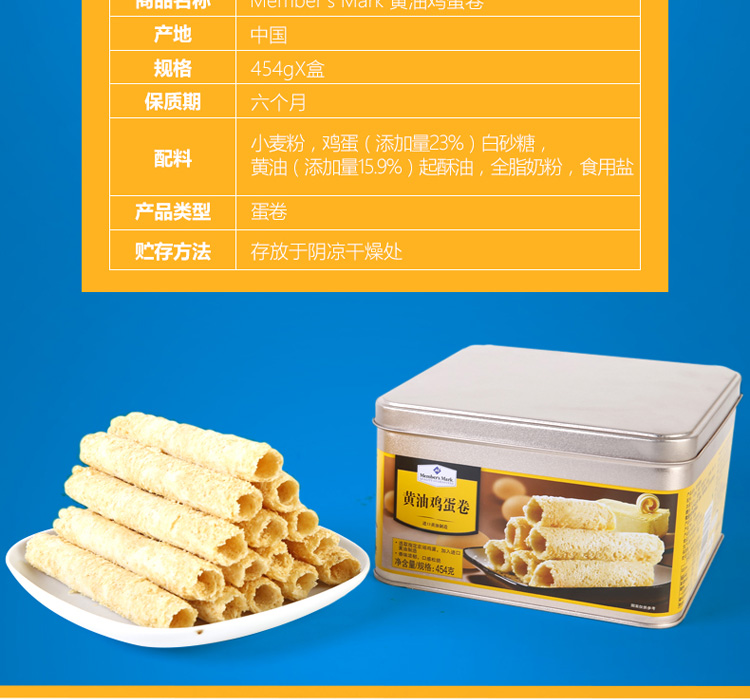 商品名称 Member's Mark 黄油鸡蛋卷
产地 中国
规格 454gX盒
保质期 六个月
配料 小麦粉，鸡蛋（添加量23%）白砂糖，
黄油（添加量15.9%）起酥油，全脂奶粉，食用盐
产品类型 蛋卷
贮存方法 存放于阴凉干燥处
Member's Mark
黄油鸡蛋卷
净含量/规格: 454克